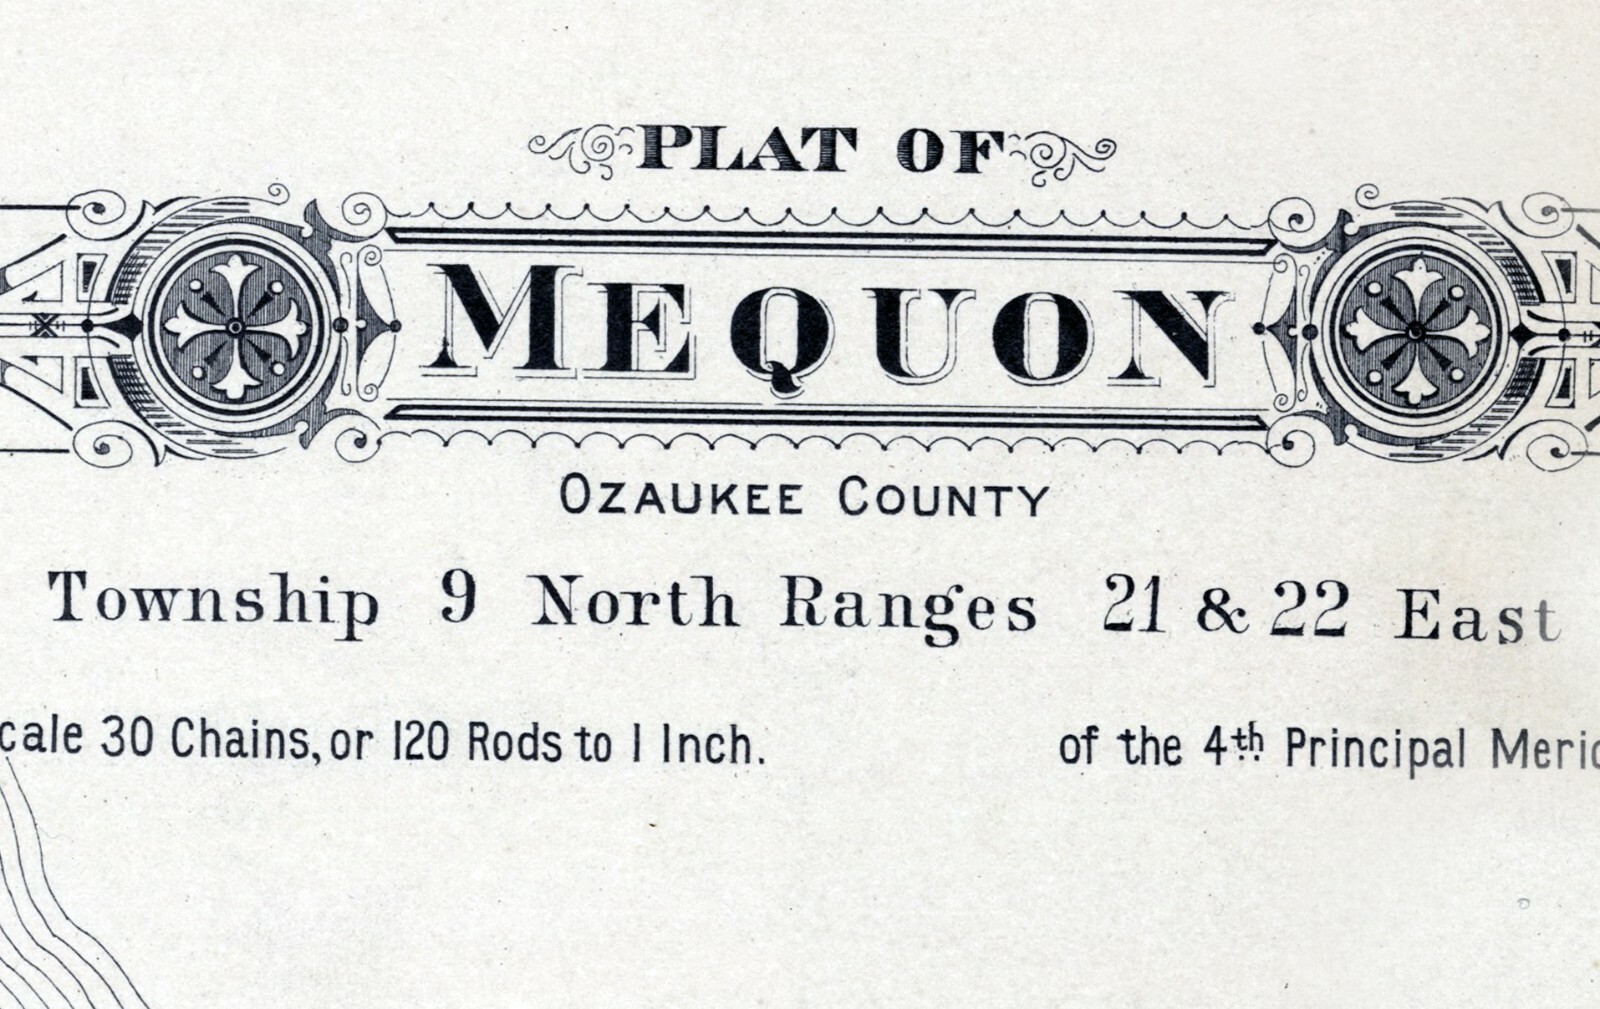 PLAT OF
MEQUON
OZAUKEE COUNTY
Township 9 North Ranges 21 & 22 East
cale 30 Chains, or 120 Rods to 1 Inch.
of the 4th Principal Meri